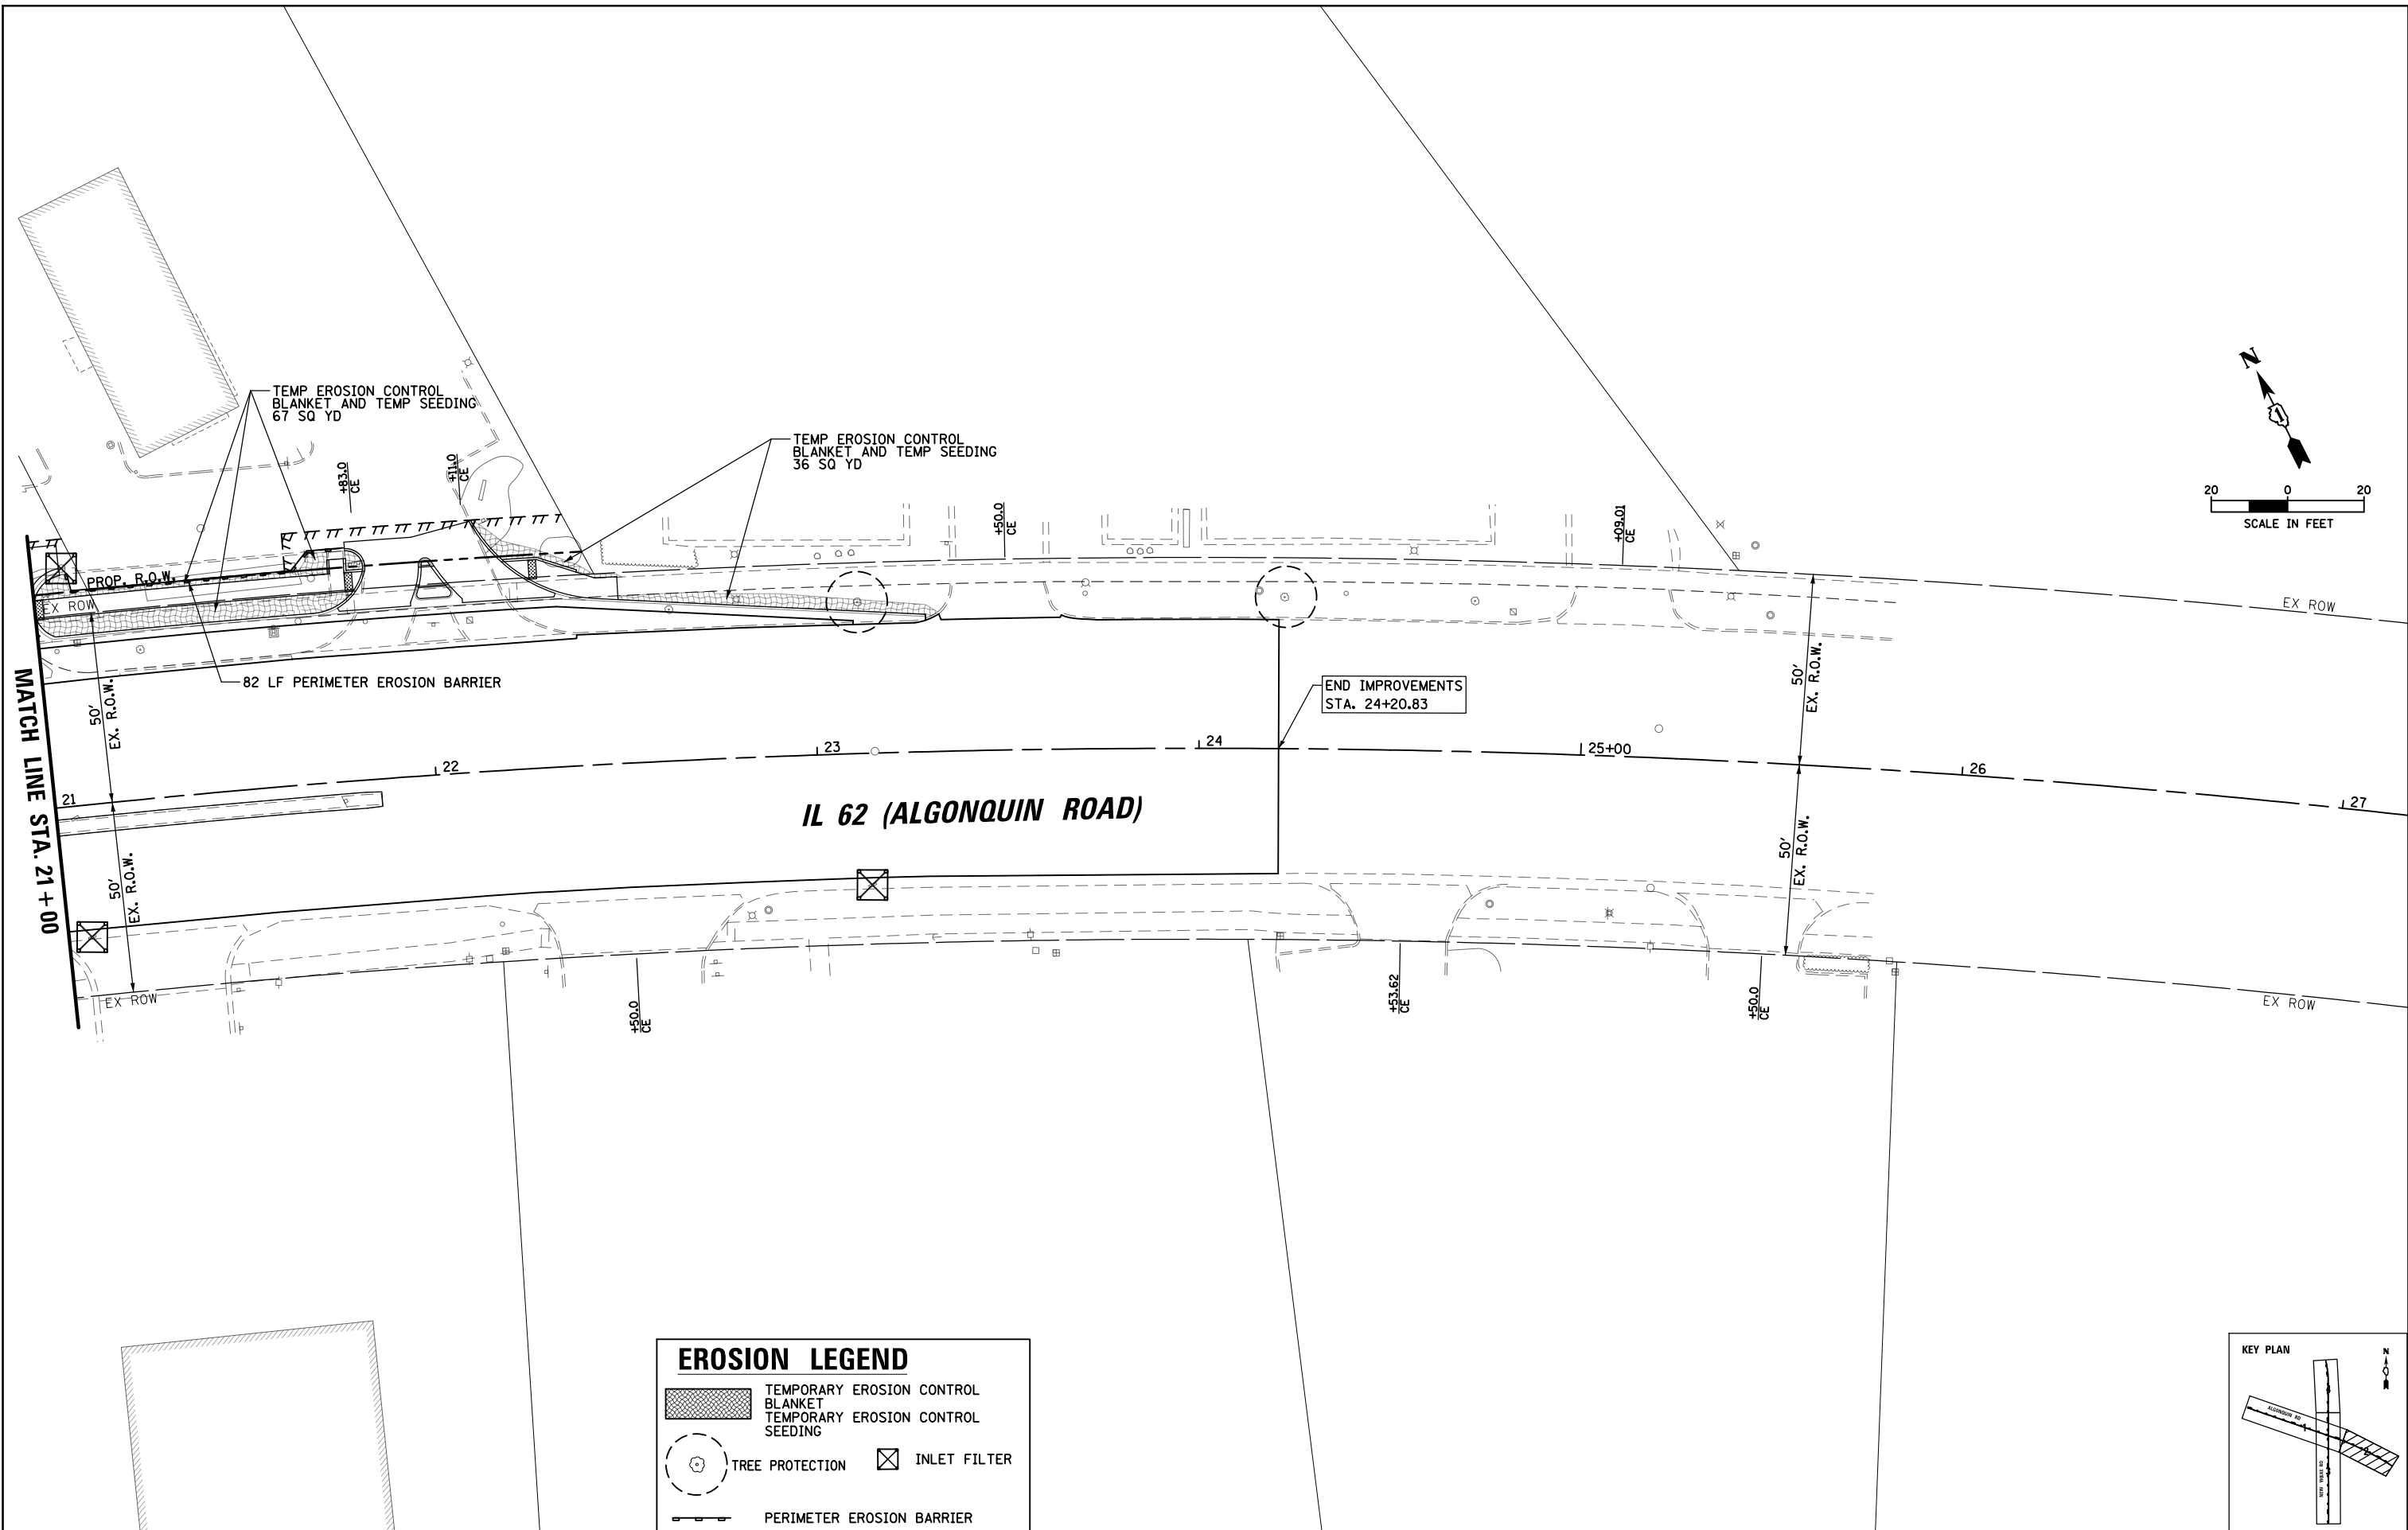 N
20 0 20
SCALE IN FEET
TEMP EROSION CONTROL
BLANKET AND TEMP SEEDING
67 SQ YD
TEMP EROSION CONTROL
BLANKET AND TEMP SEEDING
36 SQ YD
+83.0
CE
+11.0
CE
+50.0
CE
+09.01
CE
PROP. R.O.W.
EX ROW
EX ROW
82 LF PERIMETER EROSION BARRIER
MATCH LINE STA. 21+00
50'
EX. R.O.W.
50'
EX. R.O.W.
END IMPROVEMENTS
STA. 24+20.83
50'
EX. R.O.W.
50'
EX. R.O.W.
21
22
23
24
25+00
26
27
IL 62 (ALGONQUIN ROAD)
EX ROW
EX ROW
+50.0
CE
+53.62
CE
+50.0
CE
EROSION LEGEND
TEMPORARY EROSION CONTROL
BLANKET
TEMPORARY EROSION CONTROL
SEEDING
TREE PROTECTION
INLET FILTER
PERIMETER EROSION BARRIER
KEY PLAN
N
ALGONQUIN RD